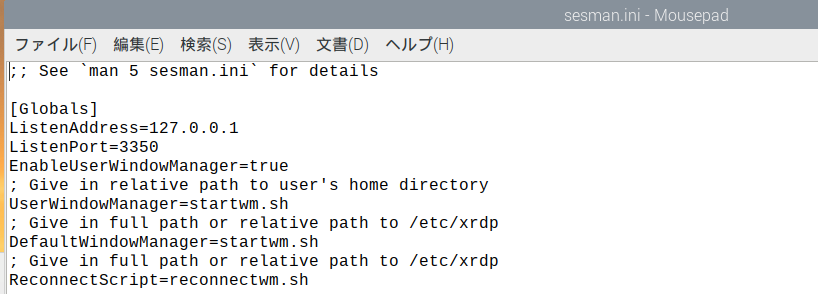 sesman.ini - Mousepad
ファイル(F) 編集(E) 検索(S) 表示(V) 文書(D) ヘルプ(H)
;; See `man 5 sesman.ini` for details
[Globals]
ListenAddress=127.0.0.1
ListenPort=3350
EnableUserWindowManager=true
; Give in relative path to user's home directory
UserWindowManager=startwm.sh
; Give in full path or relative path to /etc/xrdp
DefaultWindowManager=startwm.sh
; Give in full path or relative path to /etc/xrdp
ReconnectScript=reconnectwm.sh